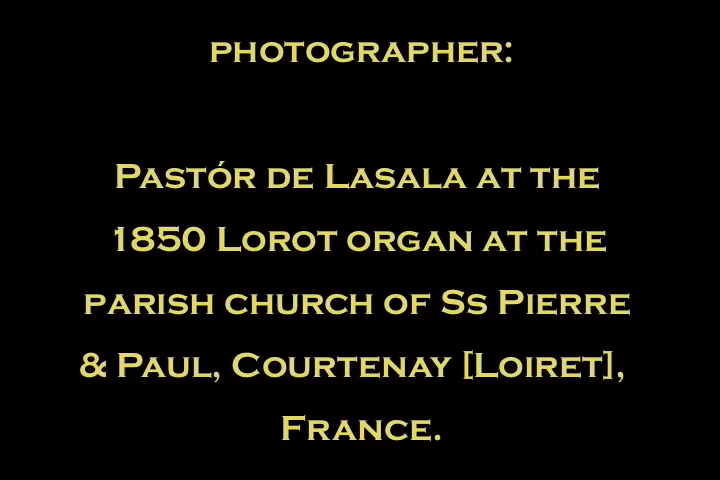 PHOTOGRAPHER:
PASTÓR DE LASALA AT THE
1850 LOROT ORGAN AT THE
PARISH CHURCH OF SS PIERRE
& PAUL, COURTENAY [LOIRET],
FRANCE.